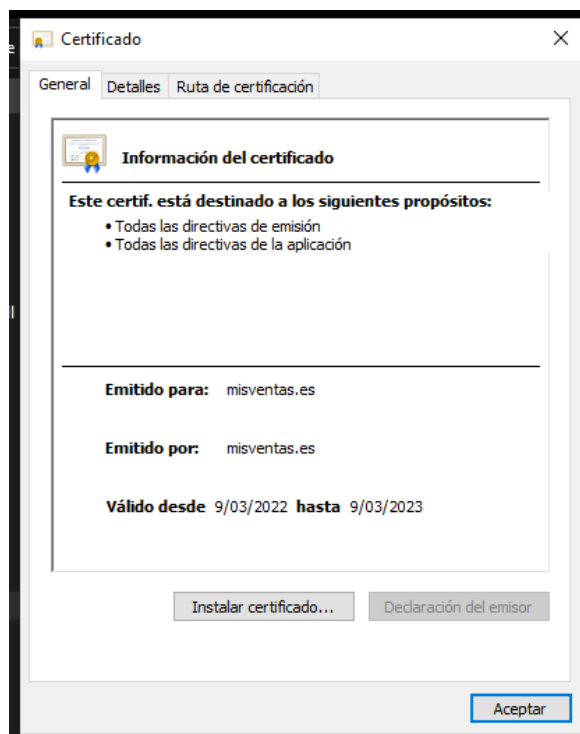 Certificado
General Detalles Ruta de certificación
Información del certificado
Este certif. está destinado a los siguientes propósitos:
• Todas las directivas de emisión
• Todas las directivas de la aplicación
Emitido para: misventas.es
Emitido por: misventas.es
Válido desde 9/03/2022 hasta 9/03/2023
Instalar certificado... Declaración del emisor
Aceptar